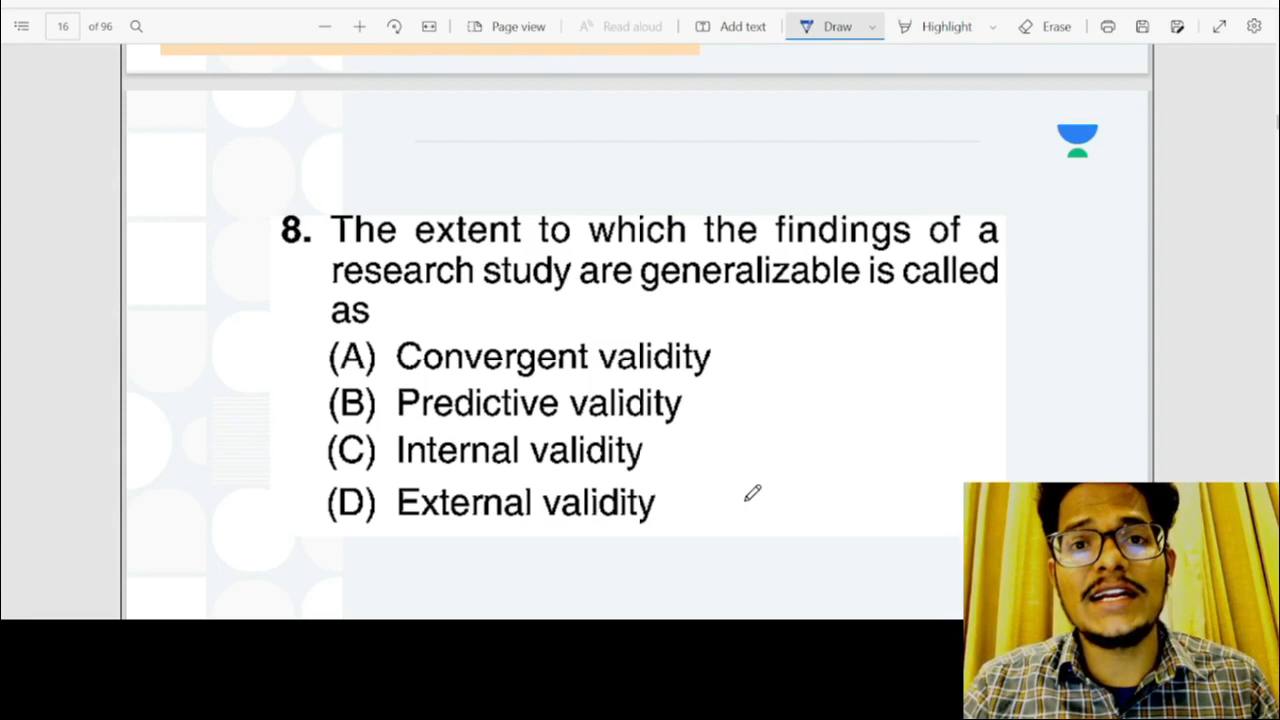 16 of 96 Page view Read aloud Add text Draw Highlight Erase
8. The extent to which the findings of a
research study are generalizable is called
as
(A) Convergent validity
(B) Predictive validity
(C) Internal validity
(D) External validity